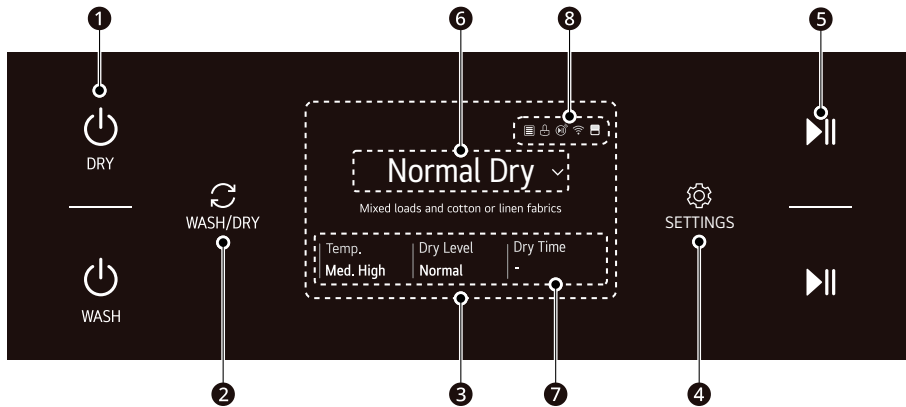 1
6
8
5
DRY
Normal Dry
Mixed loads and cotton or linen fabrics
WASH/DRY
SETTINGS
Temp.
Dry Level
Dry Time
Med. High
Normal
-
WASH
2
3
7
4